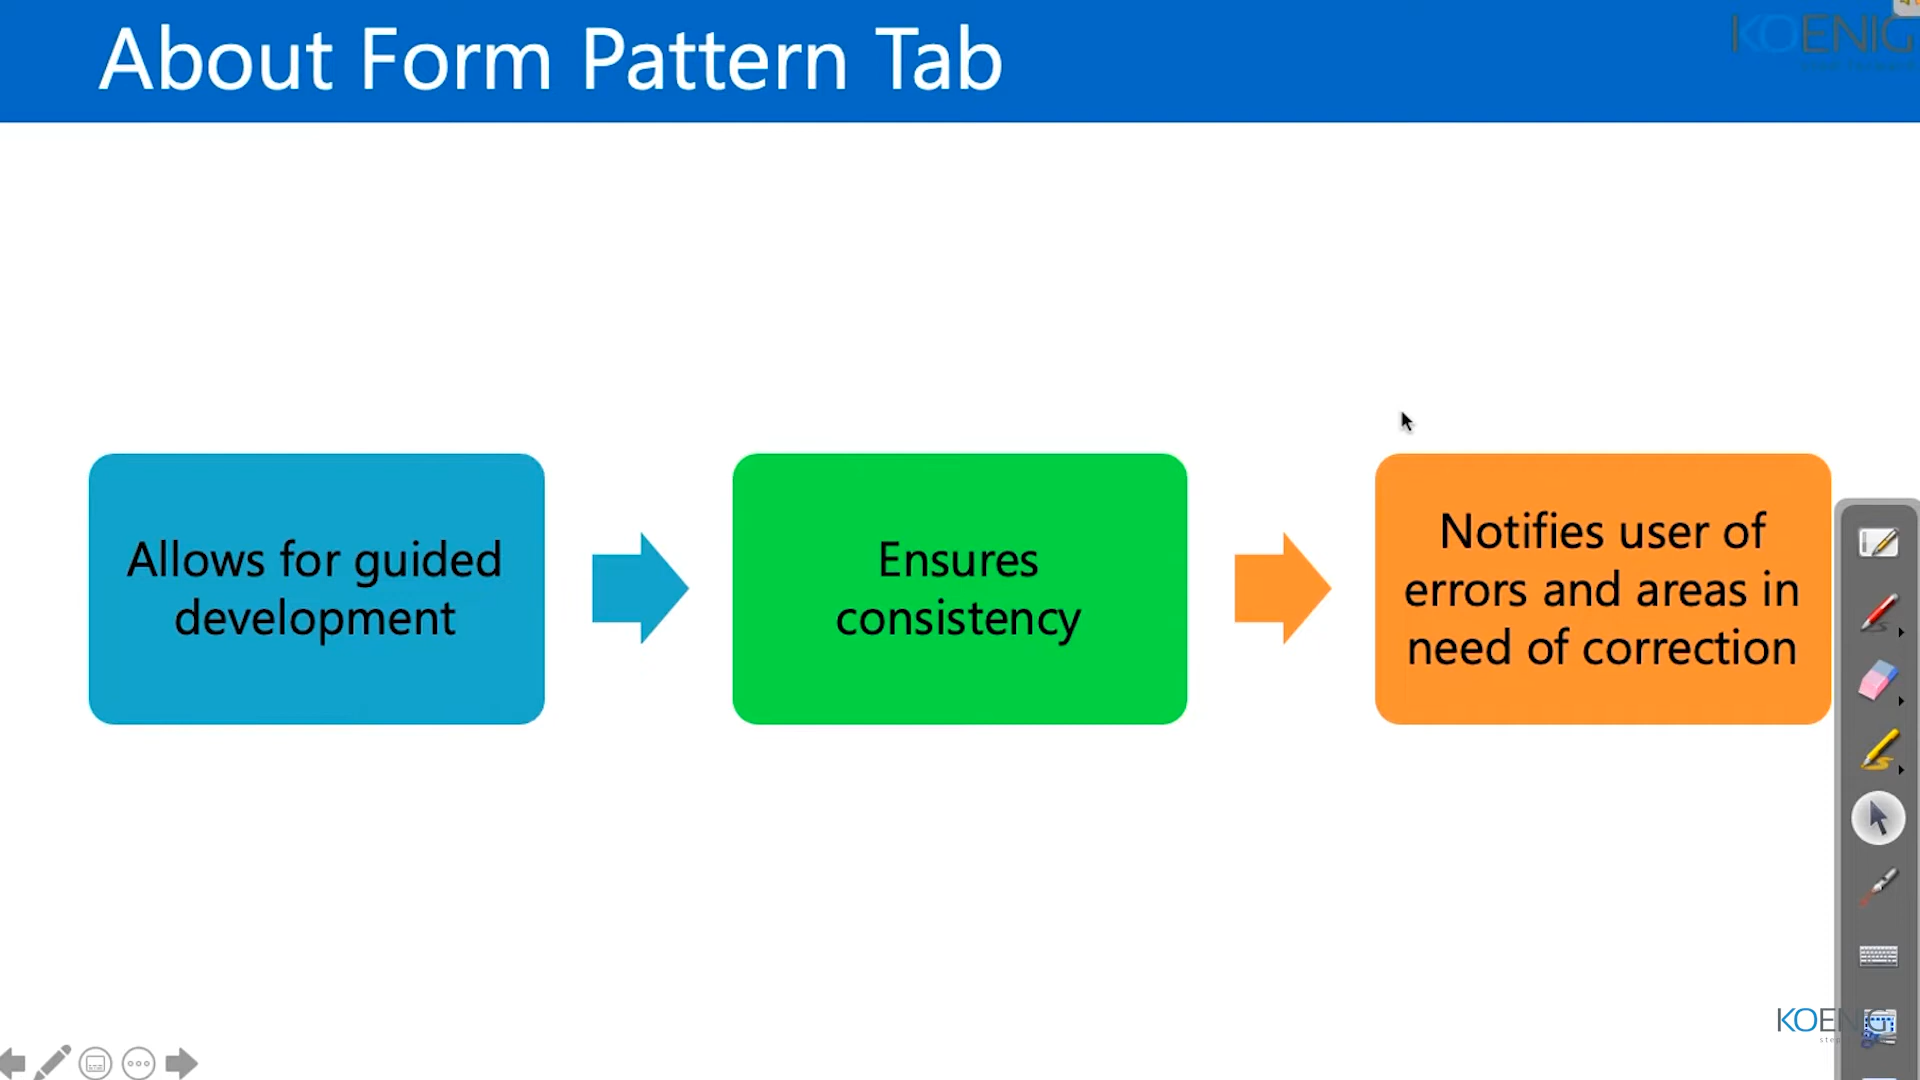 About Form Pattern Tab
KOENIG
Allows for guided
development
Ensures
consistency
Notifies user of
errors and areas in
need of correction
KOENIG